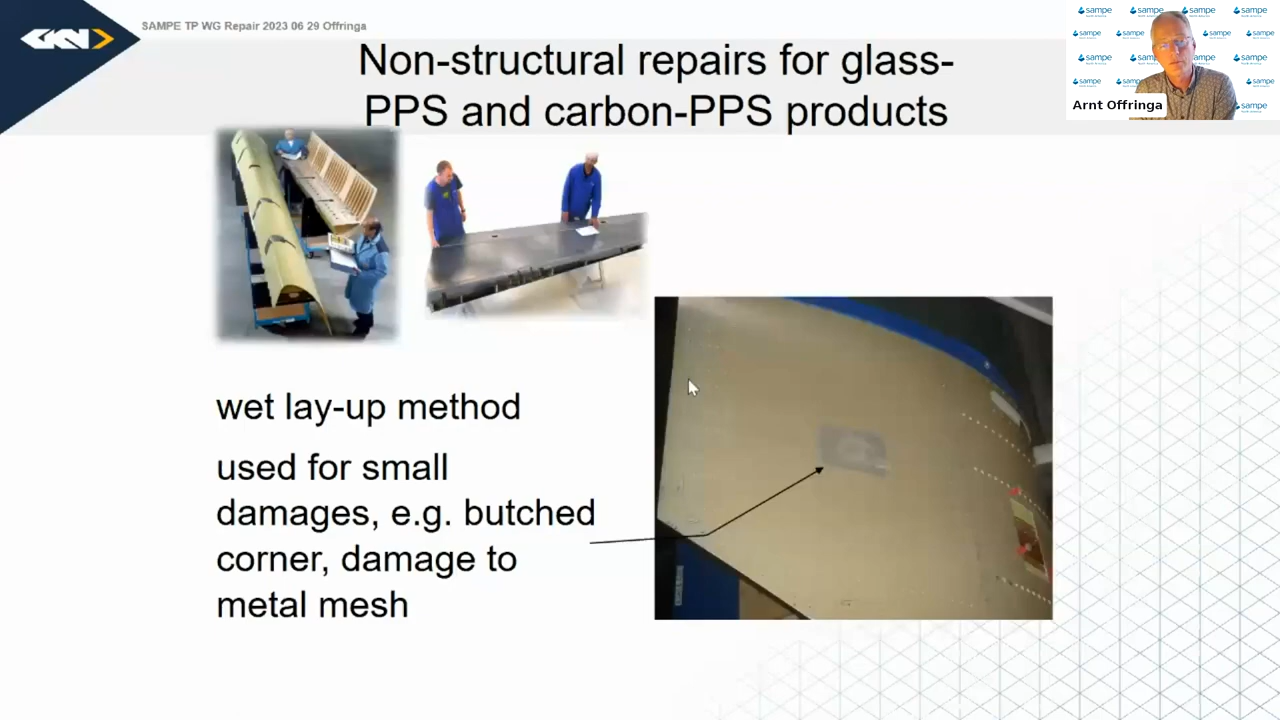 GKN
SAMPE TP WG Repair 2023 06 29 Offringa
Non-structural repairs for glass-
PPS and carbon-PPS products
sampe
Arnt Offringa
wet lay-up method
used for small
damages, e.g. butched
corner, damage to
metal mesh